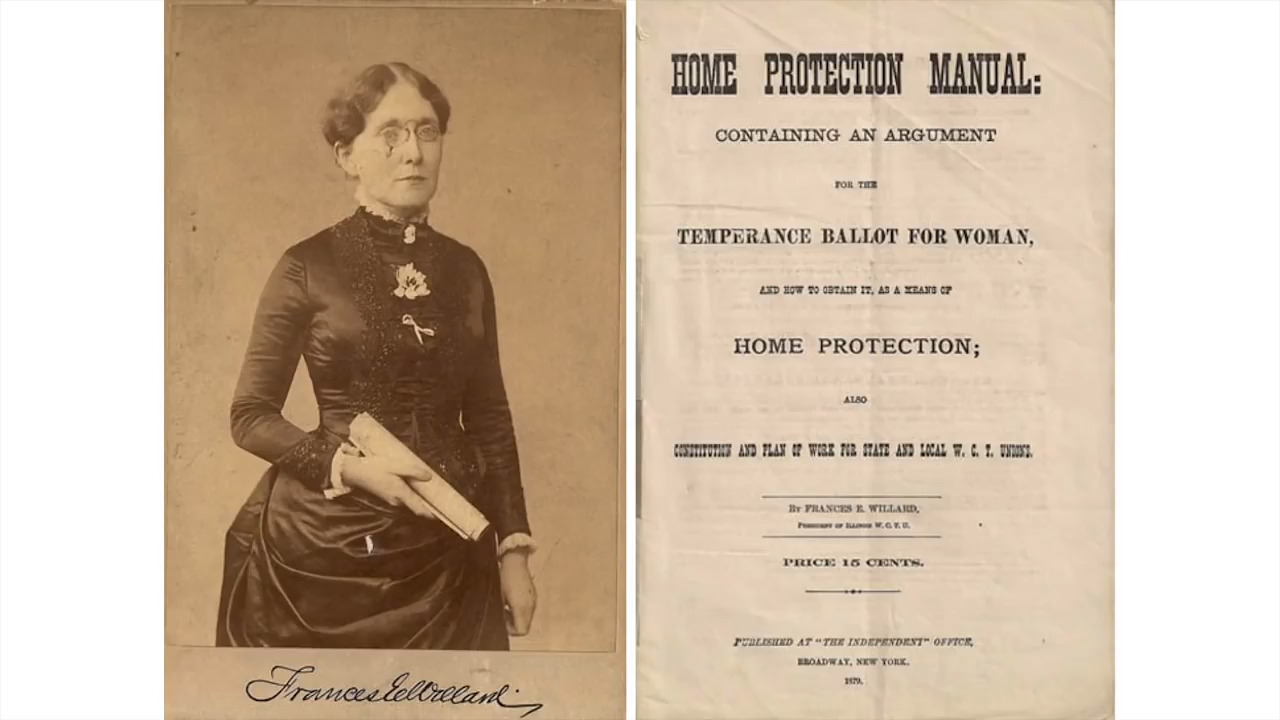 Frances E Willard.
HOME PROTECTION MANUAL:
CONTAINING AN ARGUMENT
FOR THE
TEMPERANCE BALLOT FOR WOMAN,
AND HOW TO OBTAIN IT, AS A MEANS OF
HOME PROTECTION;
ALSO
CONSTITUTION AND PLAN OF WORK FOR STATE AND LOCAL W. C. T. UNIONS.
BY FRANCES E. WILLARD,
PRESIDENT OF ILLINOIS W. C. T. U.
PRICE 15 CENTS.
PUBLISHED AT "THE INDEPENDENT" OFFICE,
BROADWAY, NEW YORK.
1879.